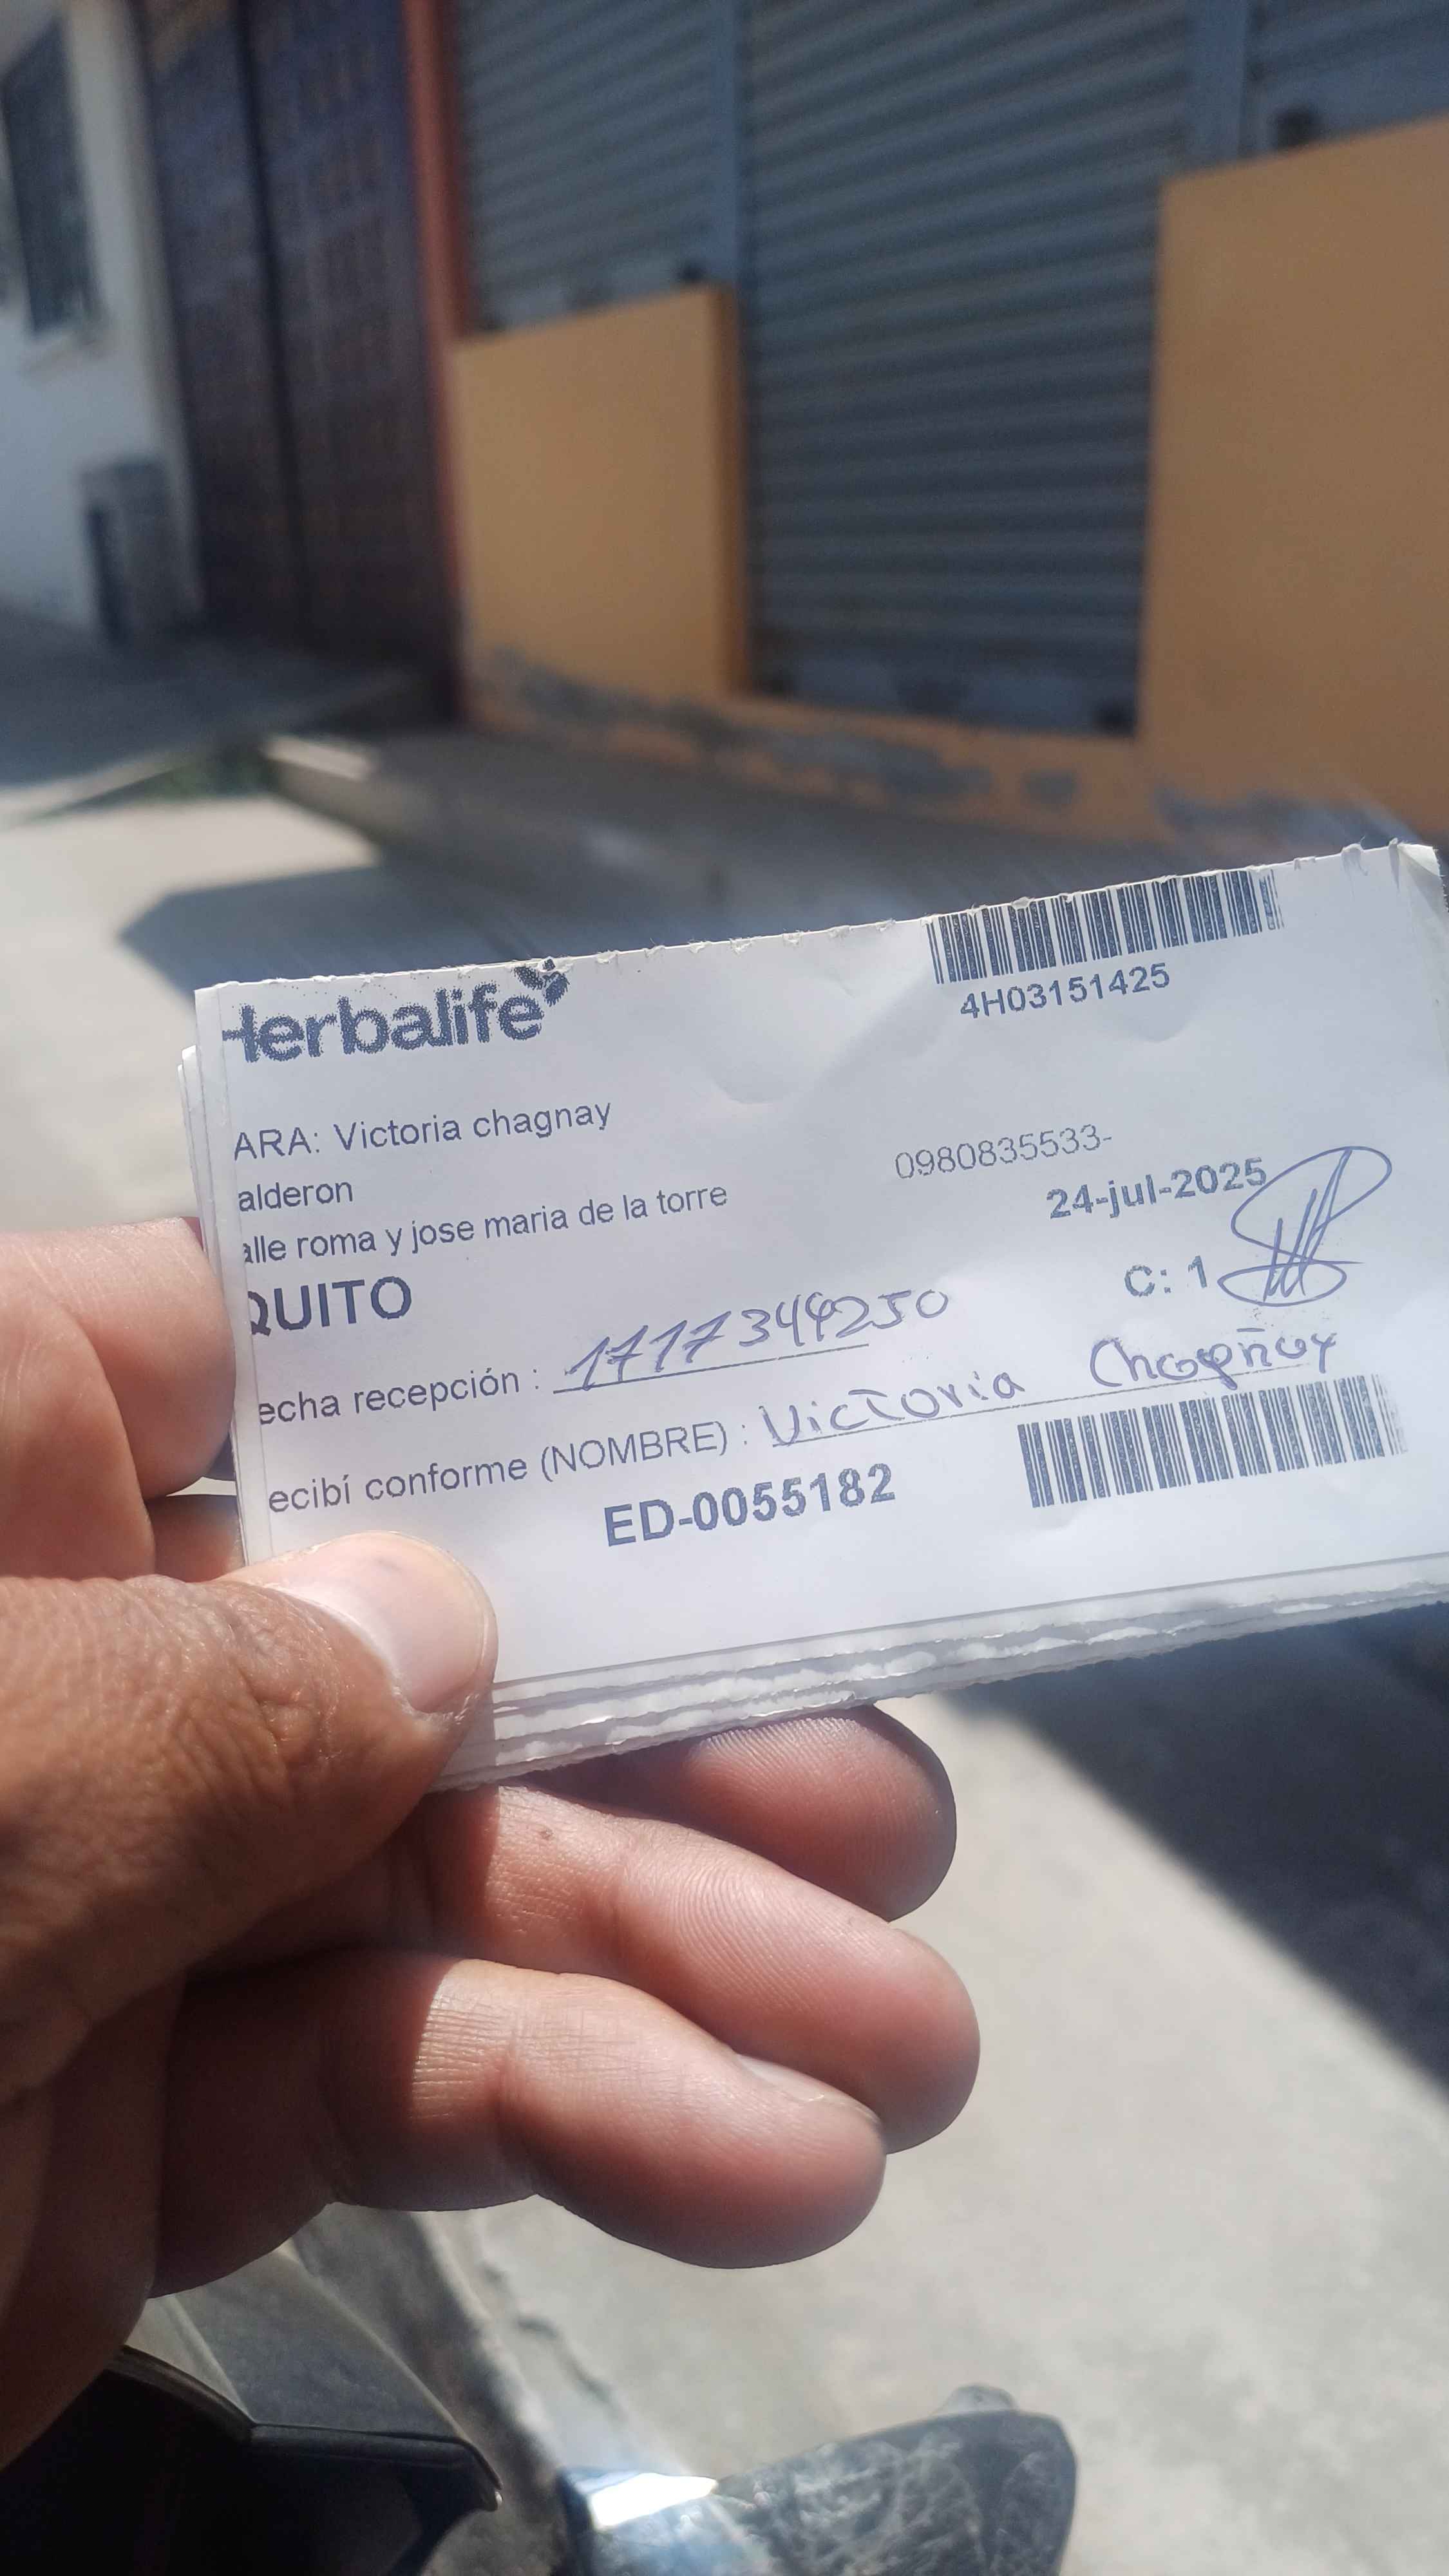 Herbalife
4H03151425
ARA: Victoria chagnay
0980835533-
alderon
24-jul-2025
alle roma y jose maria de la torre
QUITO
C: 1
echa recepción : 1717344250
ecibí conforme (NOMBRE) : Victoria Chagñay
ED-0055182